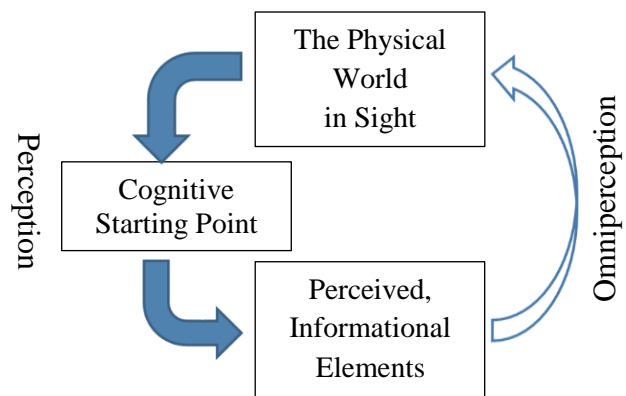 The Physical
World
in Sight
Perception
Cognitive
Starting Point
Omniperception
Perceived,
Informational
Elements